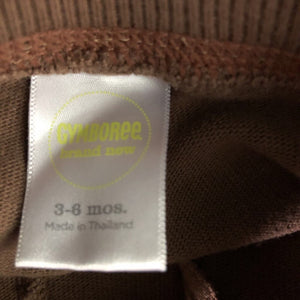 GYMBOREE
brand new
3-6 mos.
Made in Thailand